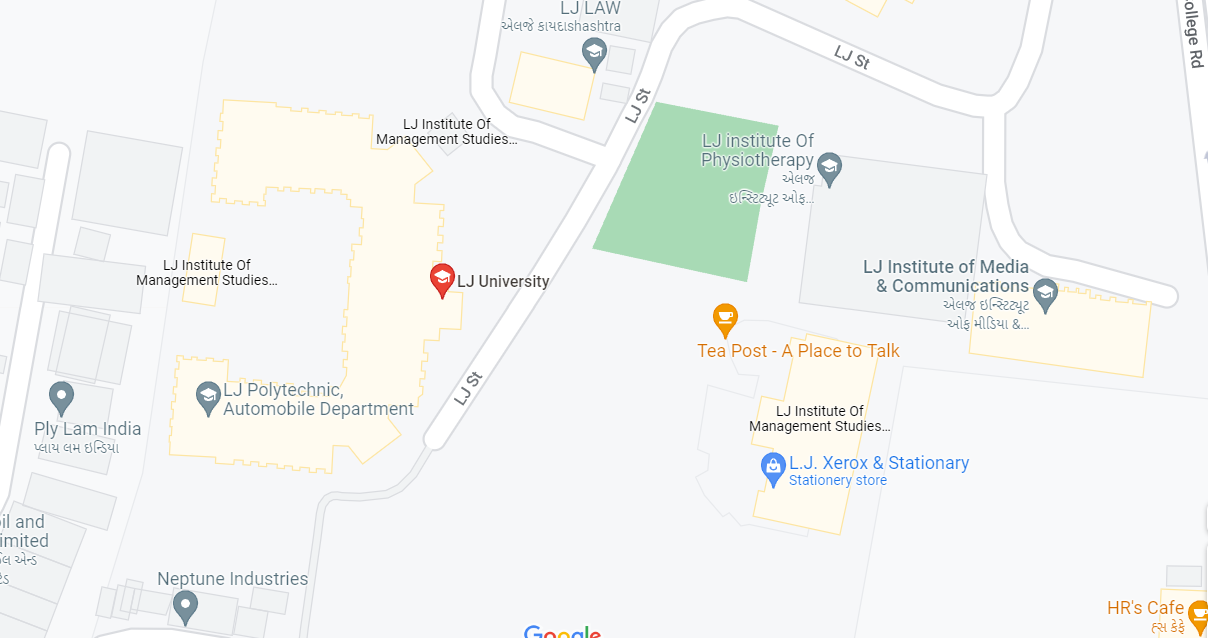 LJ LAW
એલજે કાયદાshashtra
College Rd
LJ St
LJ St
LJ Institute Of
Management Studies...
LJ institute Of
Physiotherapy
એલજ
ઇન્સ્ટિટ્યૂટ ઓફ...
LJ Institute Of
Management Studies...
LJ University
LJ Institute of Media
& Communications
એલજ ઇન્સ્ટિટ્યૂટ
ઓફ મીડિયા &...
Tea Post - A Place to Talk
LJ St
LJ Polytechnic,
Automobile Department
Ply Lam India
પ્લાય લમ ઇન્ડિયા
LJ Institute Of
Management Studies...
L.J. Xerox & Stationary
Stationery store
oil and
imited
Neptune Industries
HR's Cafe
હ્સ કેફે
Google